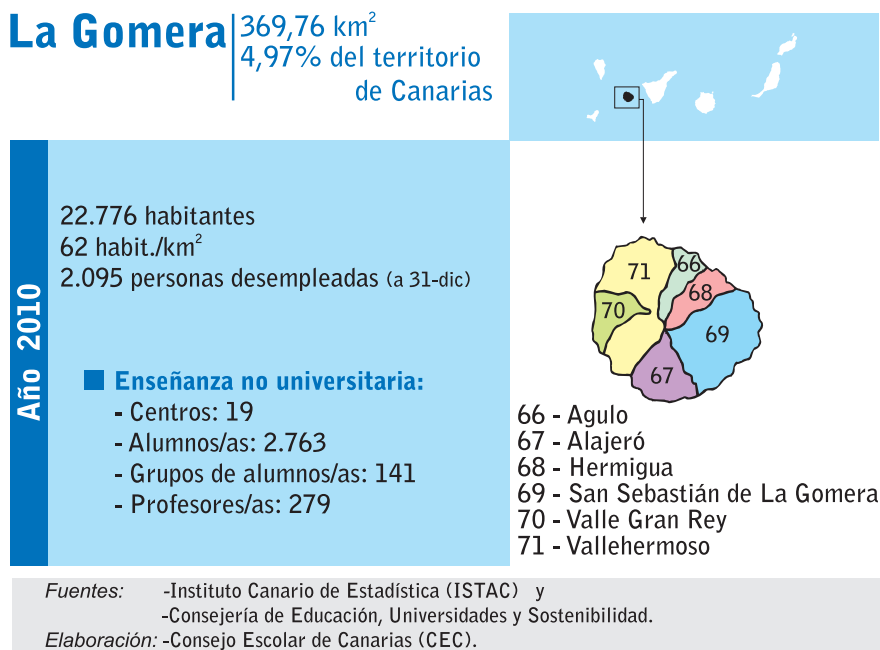 La Gomera
369,76 km²
4,97% del territorio
de Canarias
Año 2010
22.776 habitantes
62 habit./km²
2.095 personas desempleadas (a 31-dic)
Enseñanza no universitaria:
- Centros: 19
- Alumnos/as: 2.763
- Grupos de alumnos/as: 141
- Profesores/as: 279
71
66
68
70
69
67
66 - Agulo
67 - Alajeró
68 - Hermigua
69 - San Sebastián de La Gomera
70 - Valle Gran Rey
71 - Vallehermoso
Fuentes: -Instituto Canario de Estadística (ISTAC) y
-Consejería de Educación, Universidades y Sostenibilidad.
Elaboración: -Consejo Escolar de Canarias (CEC).